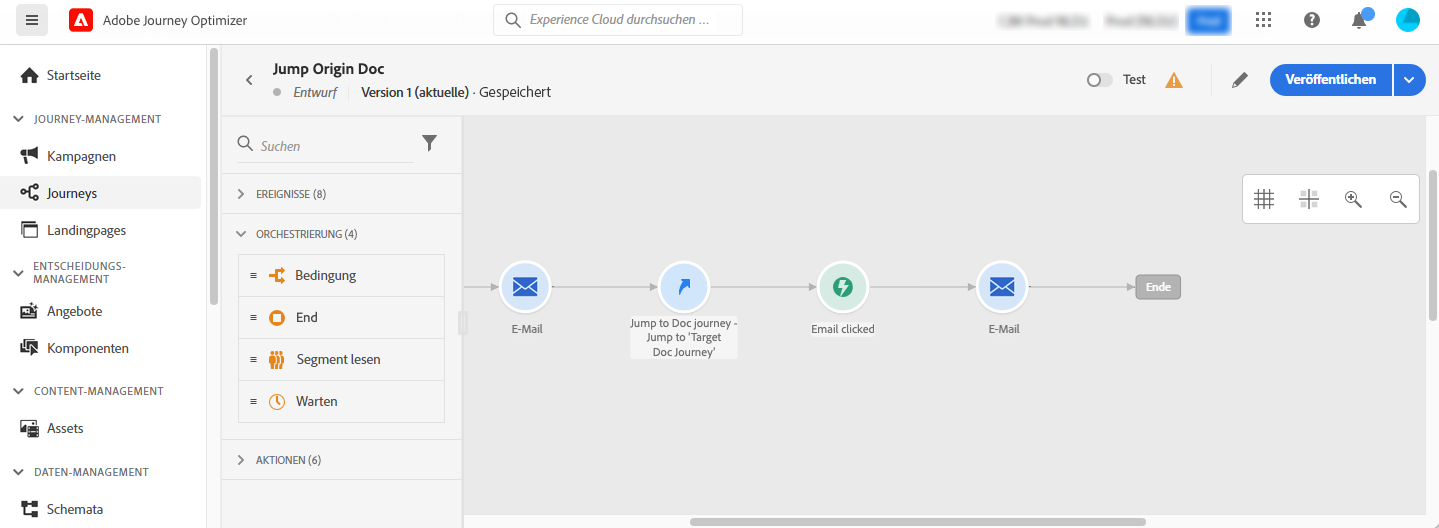 Adobe Journey Optimizer
Experience Cloud durchsuchen ...
Startseite
JOURNEY-MANAGEMENT
Kampagnen
Journeys
Landingpages
ENTSCHEIDUNGS-
MANAGEMENT
Angebote
Komponenten
CONTENT-MANAGEMENT
Assets
DATEN-MANAGEMENT
Schemata
Jump Origin Doc
Entwurf
Version 1 (aktuelle) · Gespeichert
Test
Veröffentlichen
Suchen
EREIGNISSE (8)
ORCHESTRIERUNG (4)
Bedingung
End
Segment lesen
Warten
AKTIONEN (6)
E-Mail
Jump to Doc journey -
Jump to 'Target
Doc Journey'
Email clicked
E-Mail
Ende